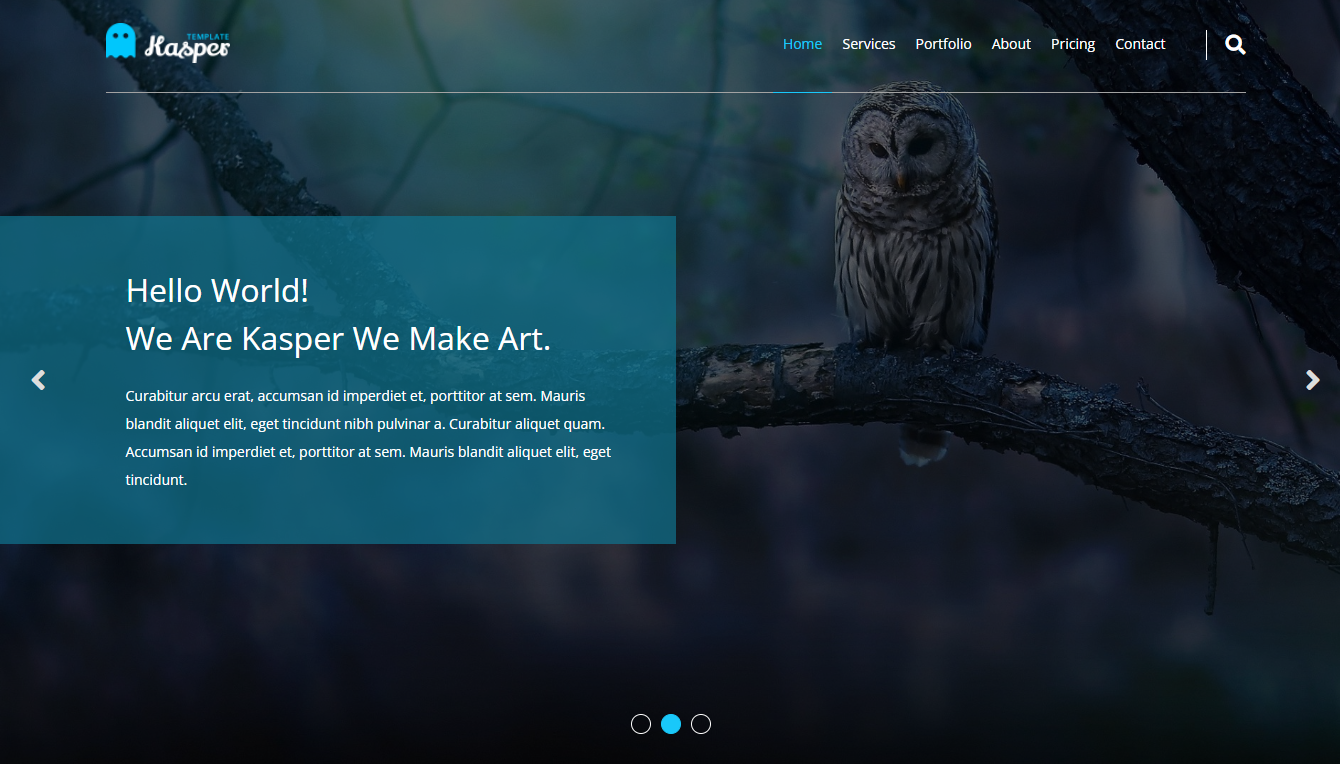 TEMPLATE
Kasper
Home Services Portfolio About Pricing Contact
Hello World!
We Are Kasper We Make Art.
Curabitur arcu erat, accumsan id imperdiet et, porttitor at sem. Mauris
blandit aliquet elit, eget tincidunt nibh pulvinar a. Curabitur aliquet quam.
Accumsan id imperdiet et, porttitor at sem. Mauris blandit aliquet elit, eget
tincidunt.